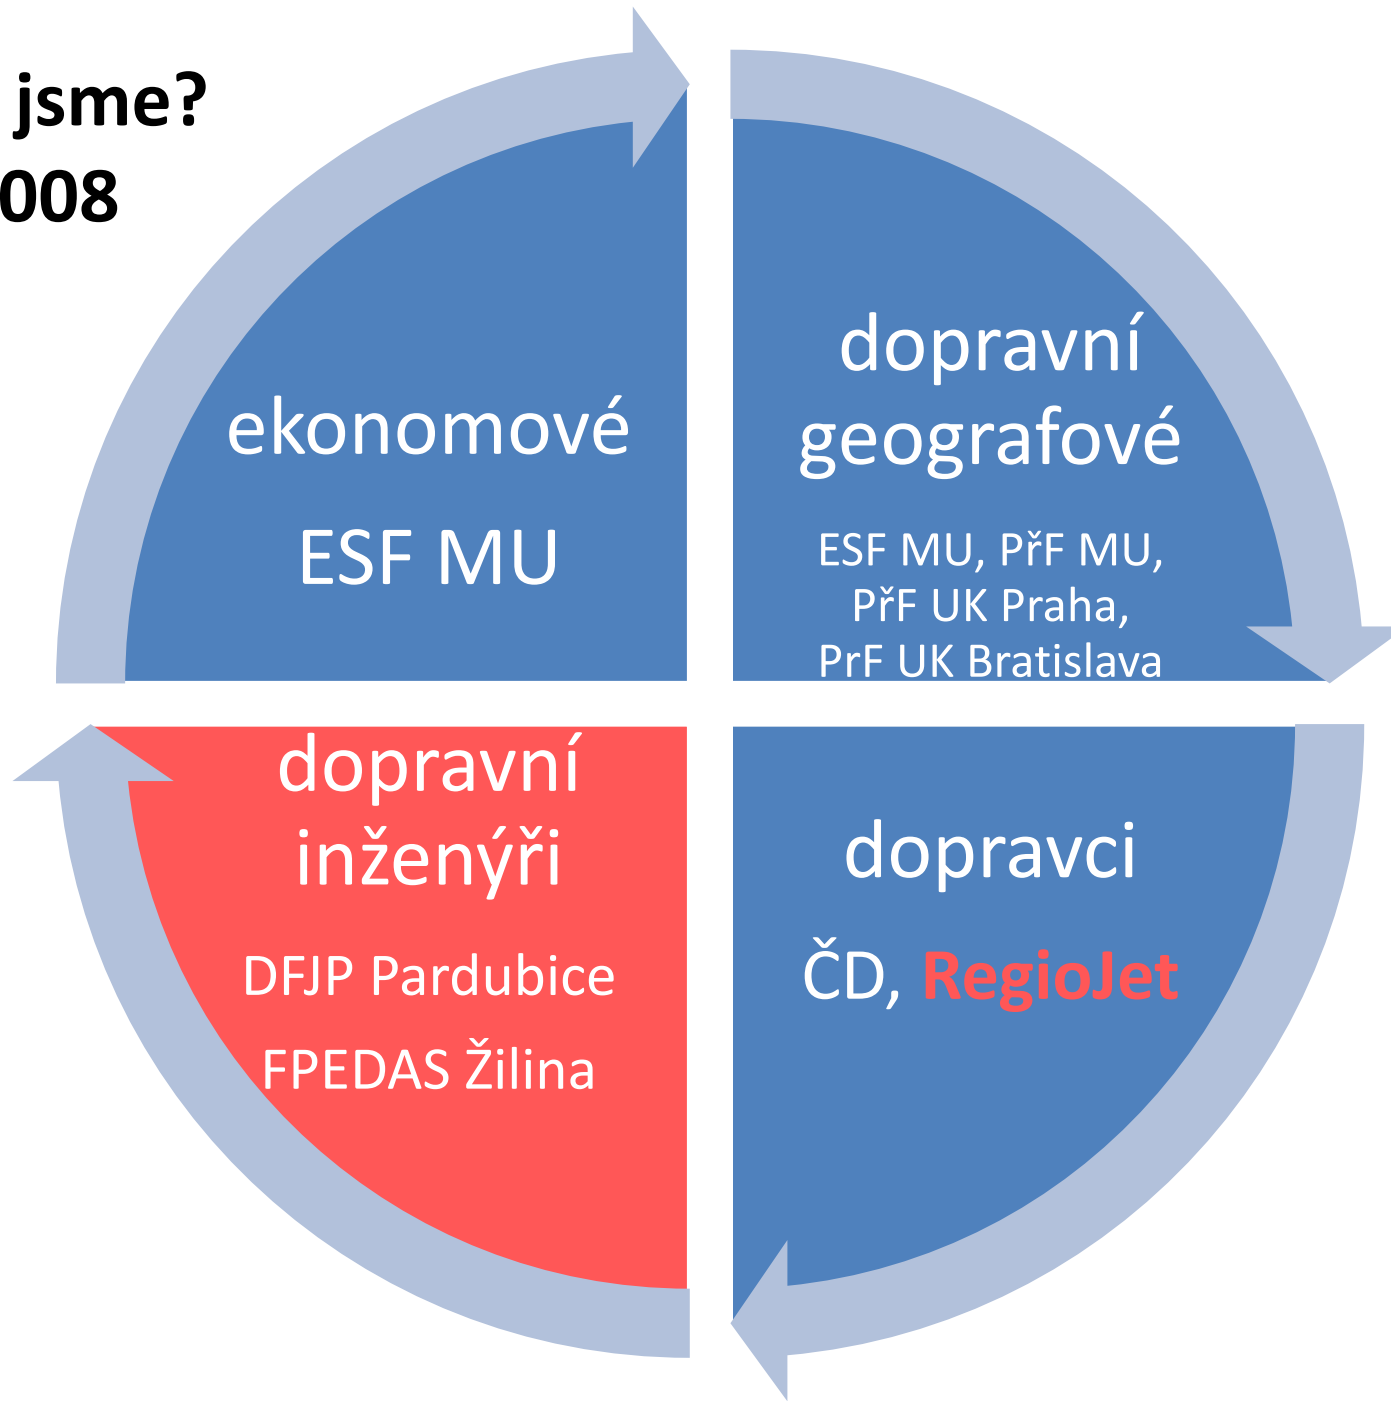 jsme?
008
ekonomové
ESF MU
dopravní
geografové
ESF MU, PřF MU,
PřF UK Praha,
PrF UK Bratislava
dopravní
inženýři
DFJP Pardubice
FPEDAS Žilina
dopravci
ČD, RegioJet